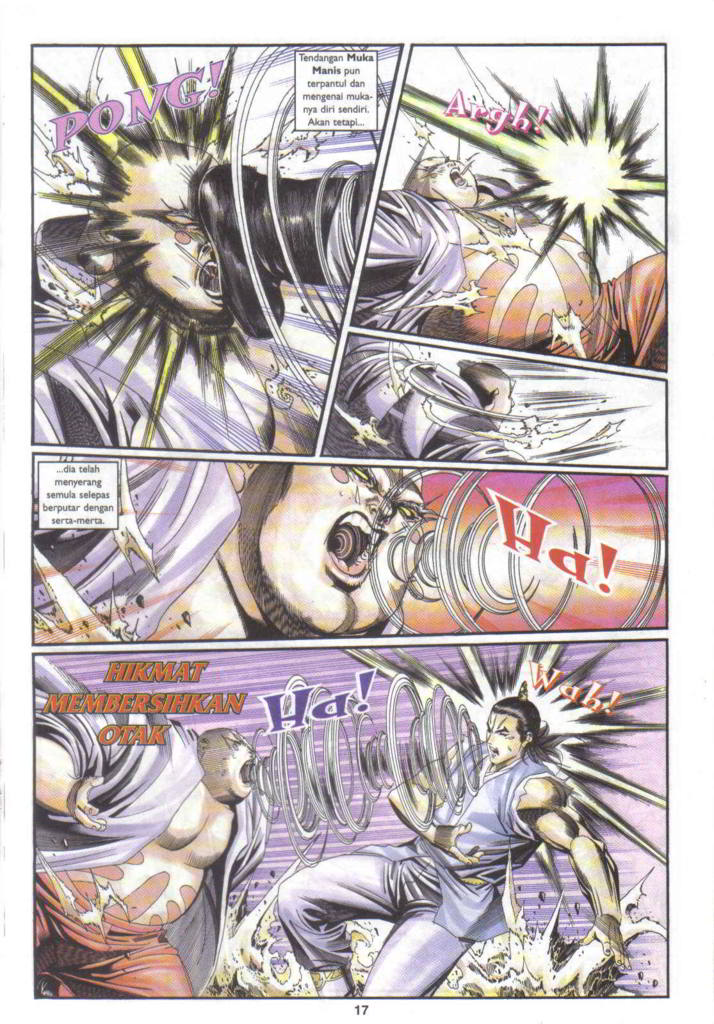 PONG!
Tendangan Muka
Manis pun
terpantul dan
mengenai muka-
nya diri sendiri.
Akan tetapi...
Argh!
...dia telah
menyerang
semula selepas
berputar dengan
serta-merta.
Ha!
HIKMAT
MEMBERSIHKAN
OTAK
Ha!
Wah!
17